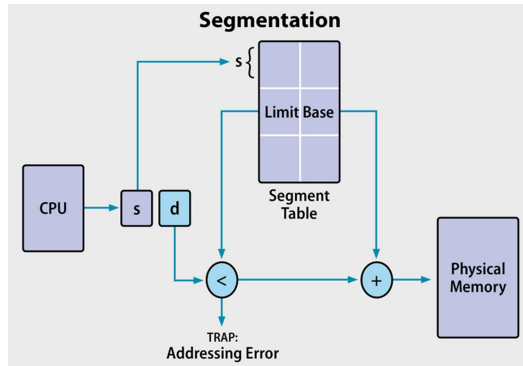 Segmentation
s {
Limit Base
CPU
s
d
Segment
Table
<
+
Physical
Memory
TRAP:
Addressing Error